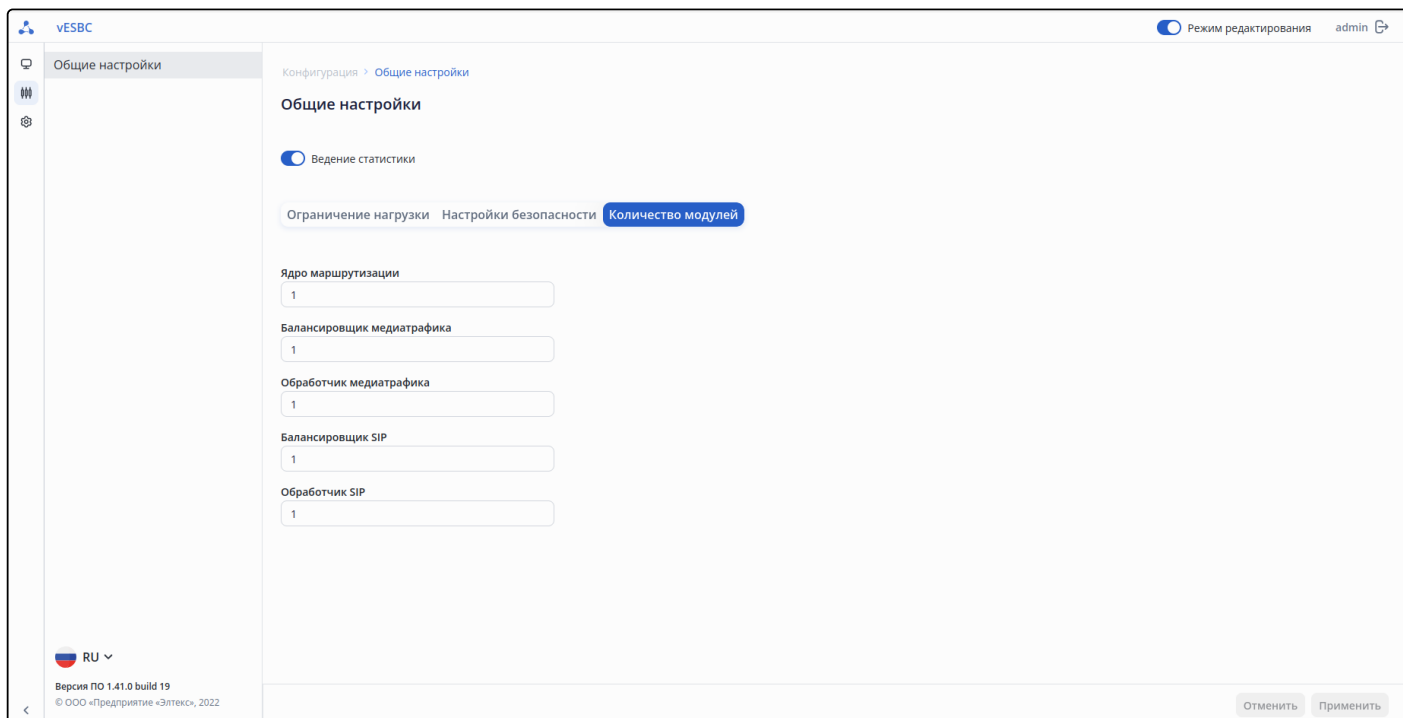 vESBC
Режим редактирования
admin
Общие настройки
Конфигурация > Общие настройки
Общие настройки
Ведение статистики
Ограничение нагрузки Настройки безопасности Количество модулей
Ядро маршрутизации
1
Балансировщик медиатрафика
1
Обработчик медиатрафика
1
Балансировщик SIP
1
Обработчик SIP
1
RU
Версия ПО 1.41.0 build 19
© ООО «Предприятие «Элтекс», 2022
Отменить Применить